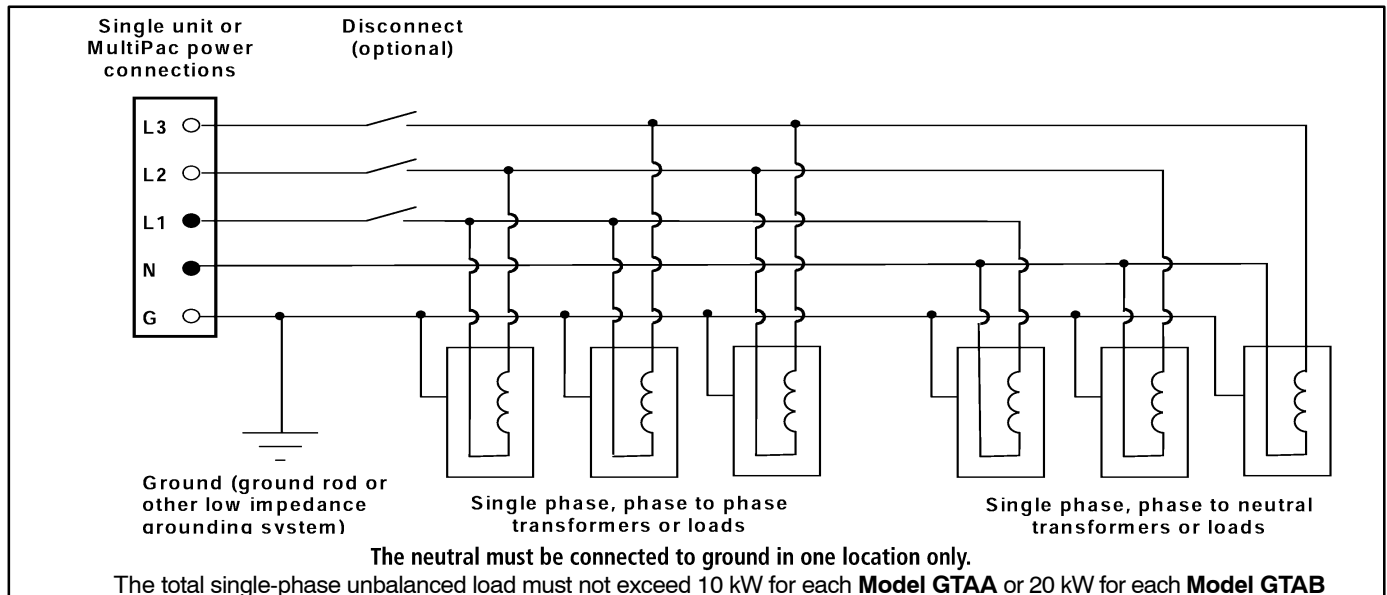 Single unit or
MultiPac power
connections
Disconnect
(optional)
L3
L2
L1
N
G
Ground (ground rod or
other low impedance
grounding system)
Single phase, phase to phase
transformers or loads
Single phase, phase to neutral
transformers or loads
The neutral must be connected to ground in one location only.
The total single-phase unbalanced load must not exceed 10 kW for each Model GTAA or 20 kW for each Model GTAB